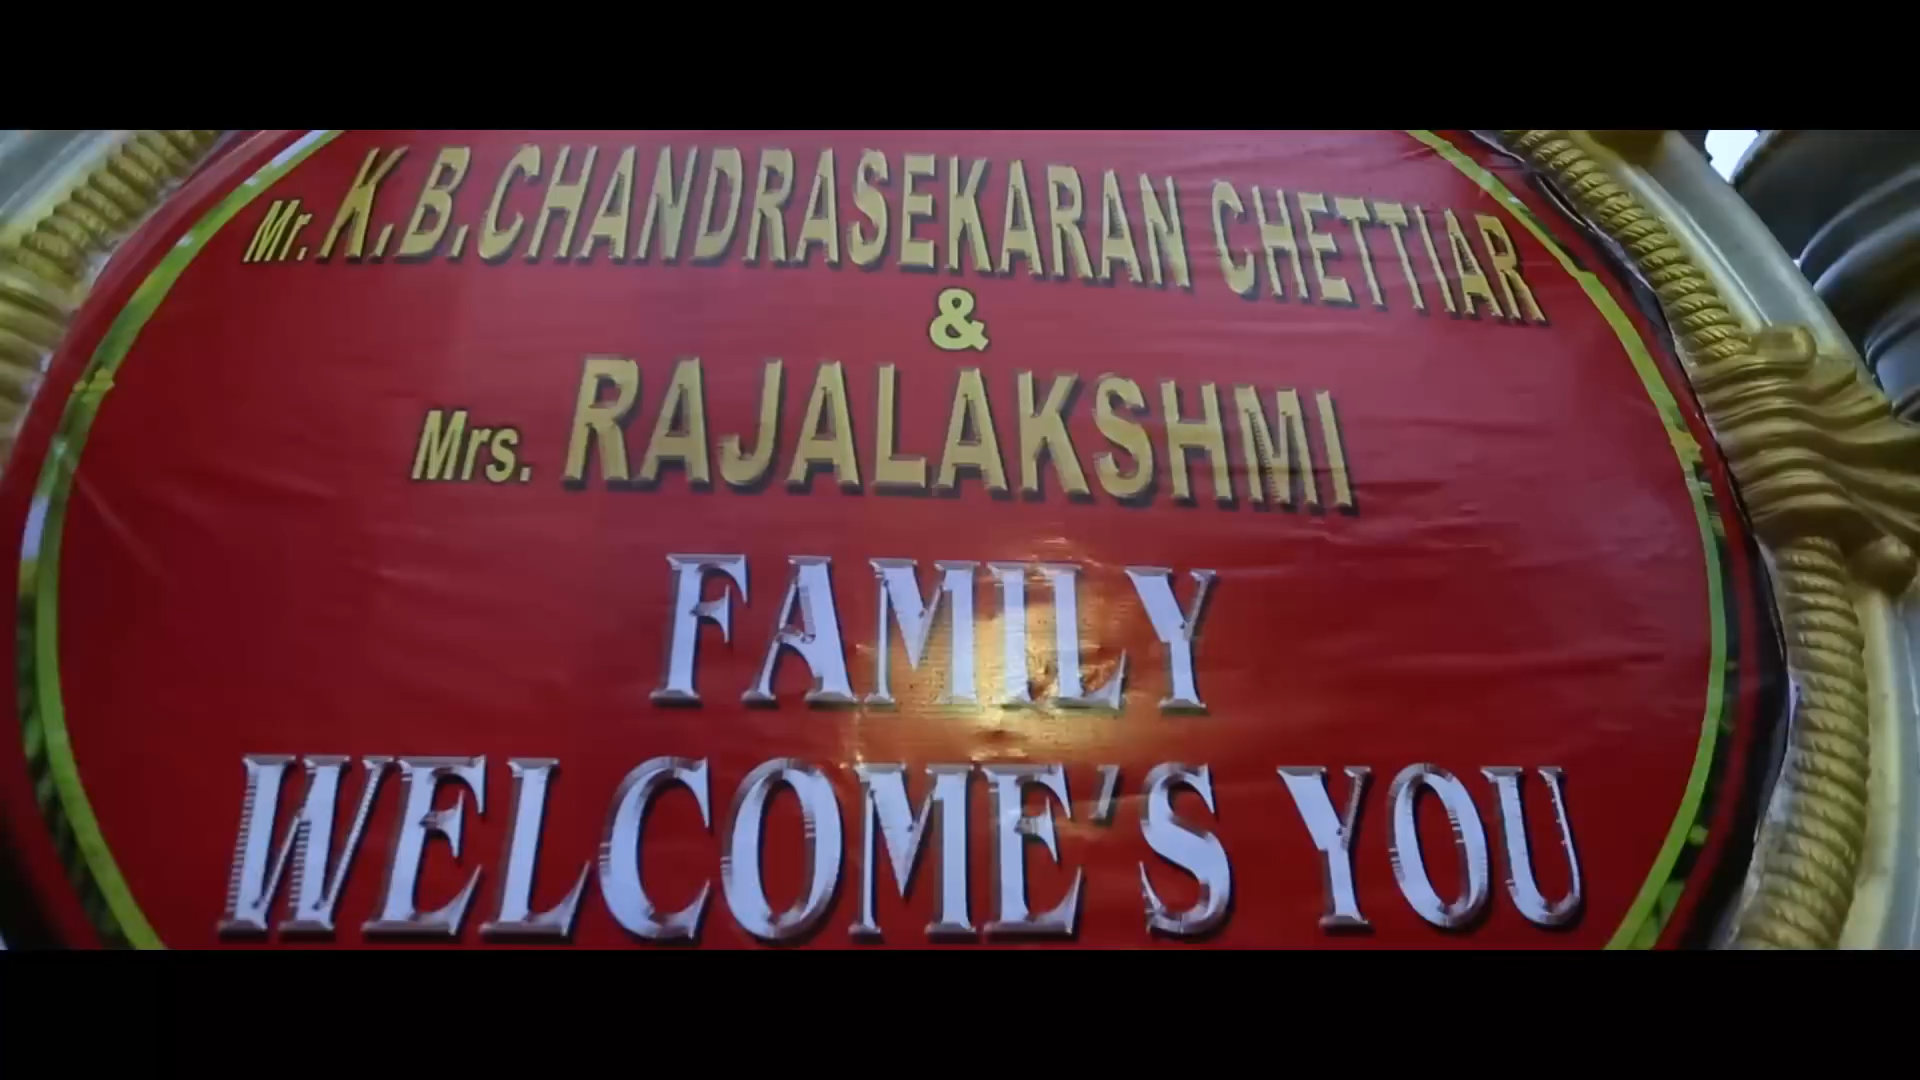 Mr. K.B.CHANDRASEKARAN CHETTIAR
&
Mrs. RAJALAKSHMI
FAMILY
WELCOME'S YOU